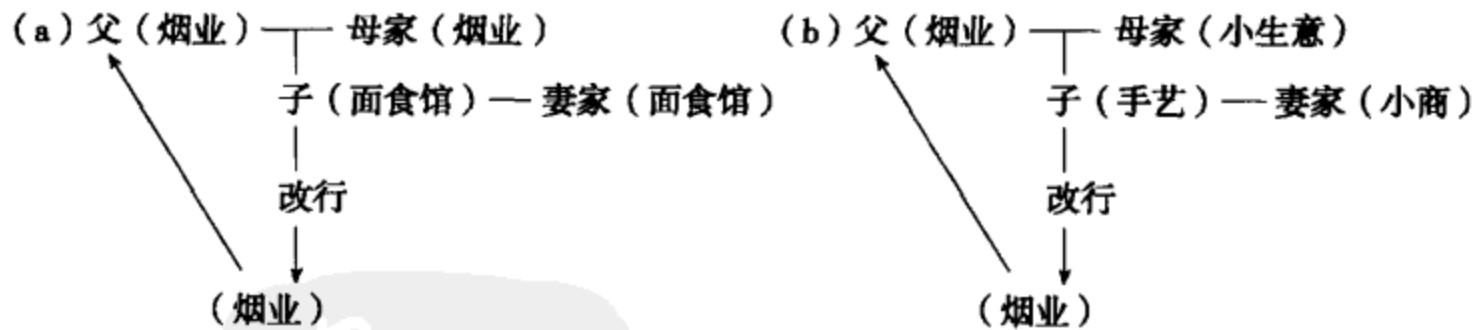 (a)父(烟业)——母家(烟业) (b)父(烟业)——母家(小生意)
子(面食馆)—妻家(面食馆) 子(手艺)—妻家(小商)
改行 改行
(烟业) (烟业)